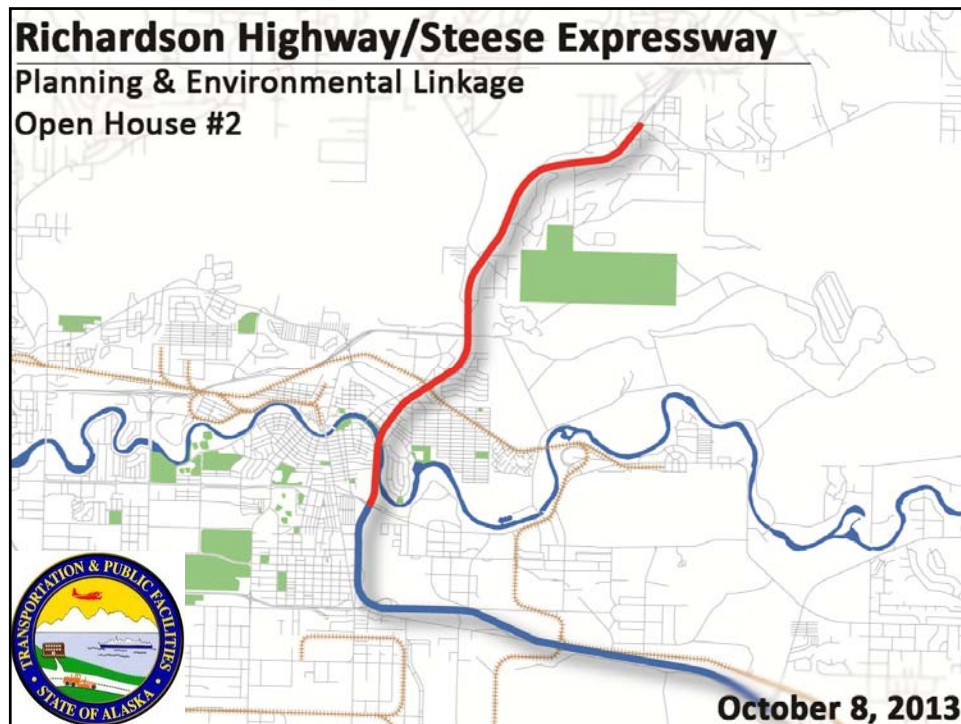 Richardson Highway/Steese Expressway
Planning & Environmental Linkage
Open House #2
TRANSPORTATION & PUBLIC FACILITIES
STATE OF ALASKA
October 8, 2013